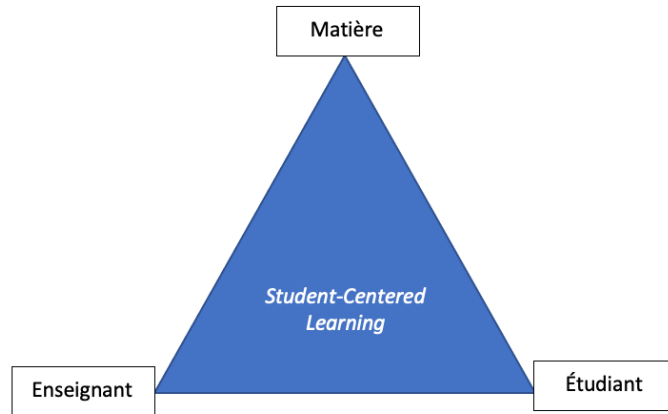 Matière
Student-Centered
Learning
Enseignant
Étudiant